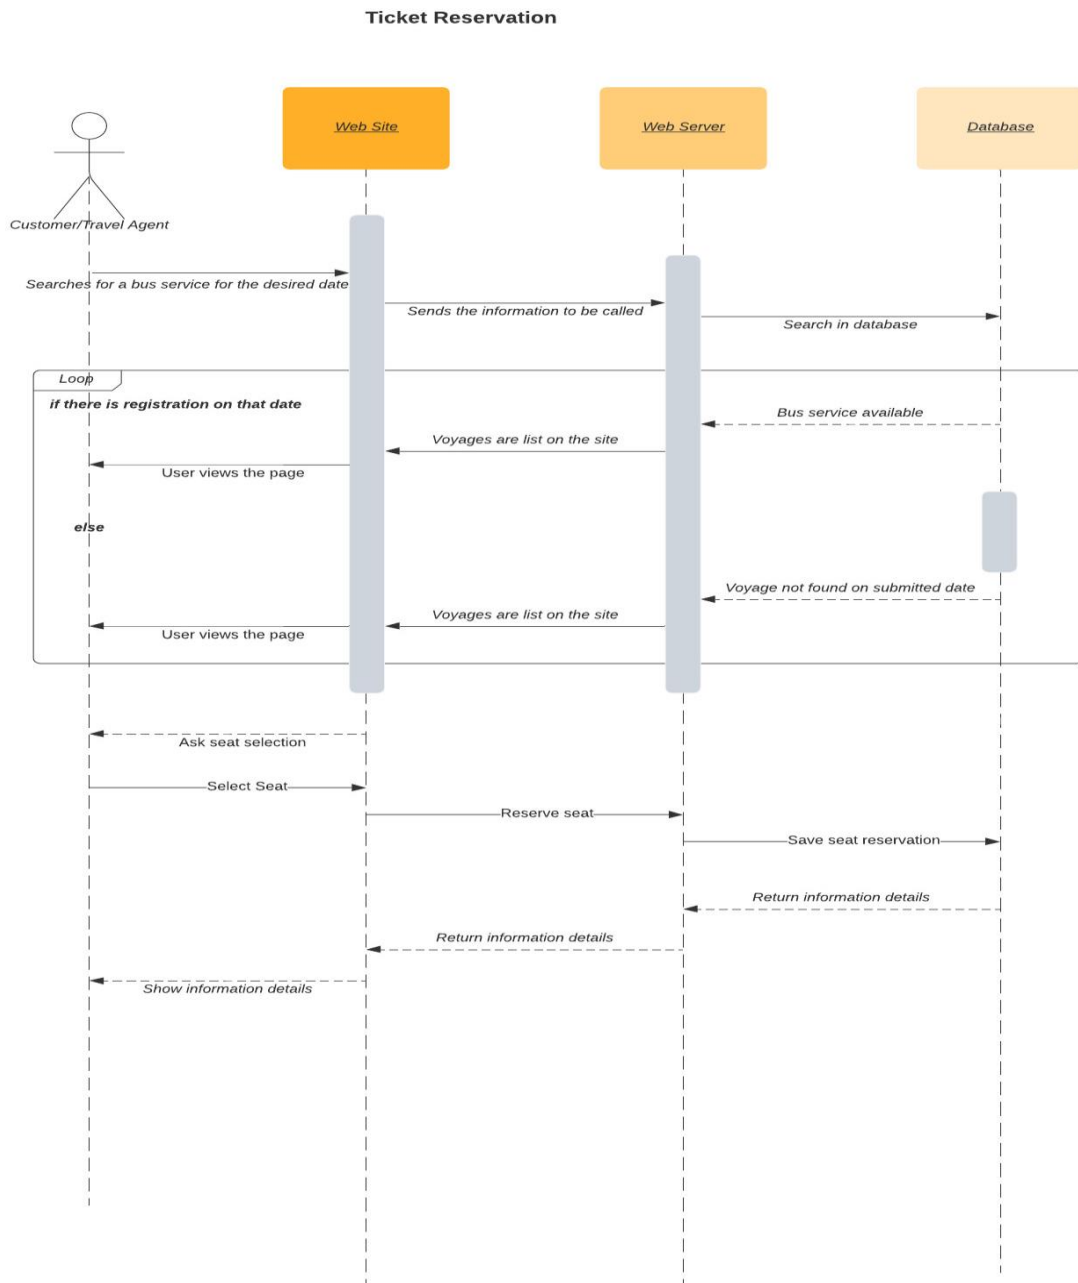 Ticket Reservation
Web Site
Web Server
Database
Customer/Travel Agent
Searches for a bus service for the desired date
Sends the information to be called
Search in database
Loop
if there is registration on that date
Bus service available
Voyages are list on the site
User views the page
else
Voyage not found on submitted date
Voyages are list on the site
User views the page
Ask seat selection
Select Seat
Reserve seat
Save seat reservation
Return information details
Return information details
Show information details